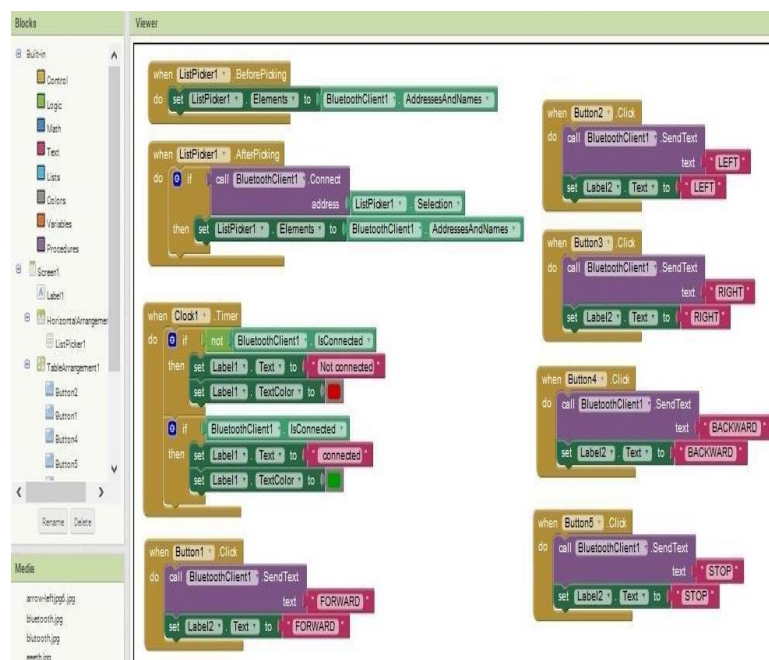 Blocks
Viewer
Built-in
Control
Logic
Math
Text
Lists
Colors
Variables
Procedures
Screen1
Label1
HorizontalArrangemer
ListPicker1
TableArrangement1
Button2
Button1
Button4
Button5
Rename Delete
Media
arrow-leftjpg6.jpg
bluetooth.jpg
blutooth.jpg
when ListPicker1 .BeforePicking
do set ListPicker1 . Elements to BluetoothClient1 . AddressesAndNames
when ListPicker1 .AfterPicking
do if call BluetoothClient1 .Connect
address ListPicker1 . Selection
then set ListPicker1 . Elements to BluetoothClient1 . AddressesAndNames
when Clock1 .Timer
do if not BluetoothClient1 . IsConnected
then set Label1 . Text to " Not connected "
set Label1 . TextColor to
if BluetoothClient1 . IsConnected
then set Label1 . Text to " connected "
set Label1 . TextColor to
when Button1 .Click
do call BluetoothClient1 .SendText
text " FORWARD "
set Label2 . Text to " FORWARD "
when Button2 .Click
do call BluetoothClient1 .SendText
text " LEFT "
set Label2 . Text to " LEFT "
when Button3 .Click
do call BluetoothClient1 .SendText
text " RIGHT "
set Label2 . Text to " RIGHT "
when Button4 .Click
do call BluetoothClient1 .SendText
text " BACKWARD "
set Label2 . Text to " BACKWARD "
when Button5 .Click
do call BluetoothClient1 .SendText
text " STOP "
set Label2 . Text to " STOP "